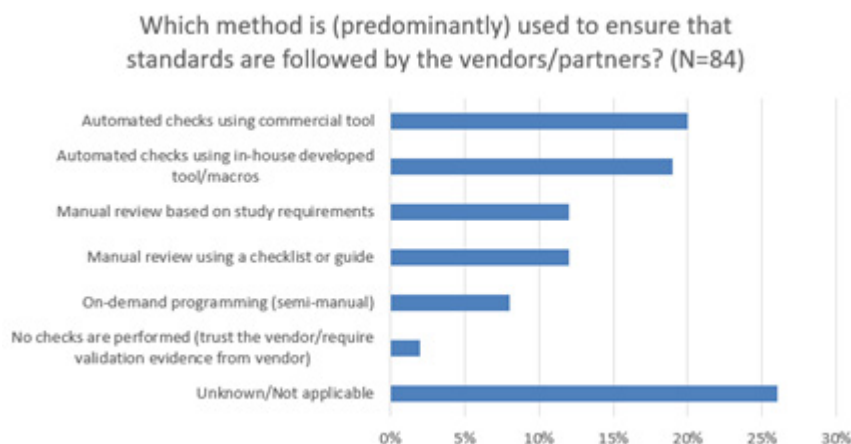 Which method is (predominantly) used to ensure that
standards are followed by the vendors/partners? (N=84)
Automated checks using commercial tool
Automated checks using in-house developed
tool/macros
Manual review based on study requirements
Manual review using a checklist or guide
On-demand programming (semi-manual)
No checks are performed (trust the vendor/require
validation evidence from vendor)
Unknown/Not applicable
0% 5% 10% 15% 20% 25% 30%